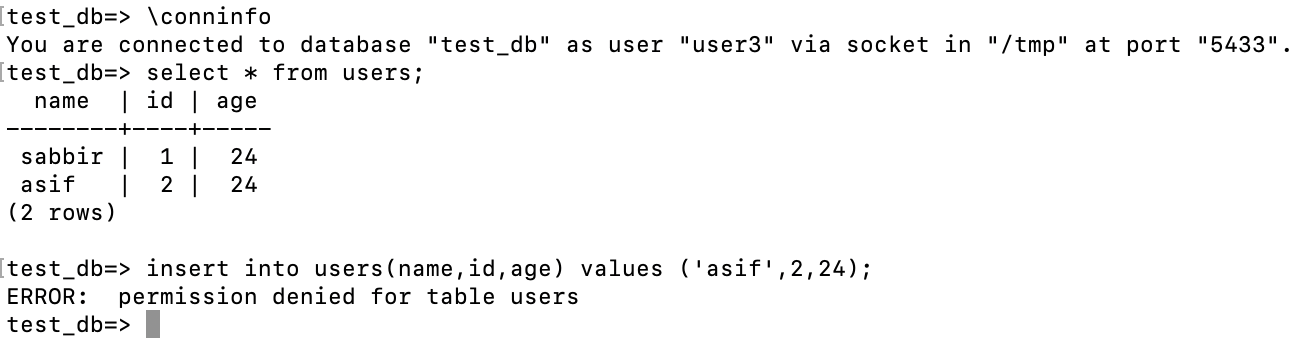 [test_db=> \conninfo
You are connected to database "test_db" as user "user3" via socket in "/tmp" at port "5433".
[test_db=> select * from users;
  name  | id | age
--------+----+-----
 sabbir |  1 |  24
 asif   |  2 |  24
(2 rows)

[test_db=> insert into users(name,id,age) values ('asif',2,24);
ERROR:  permission denied for table users
test_db=>